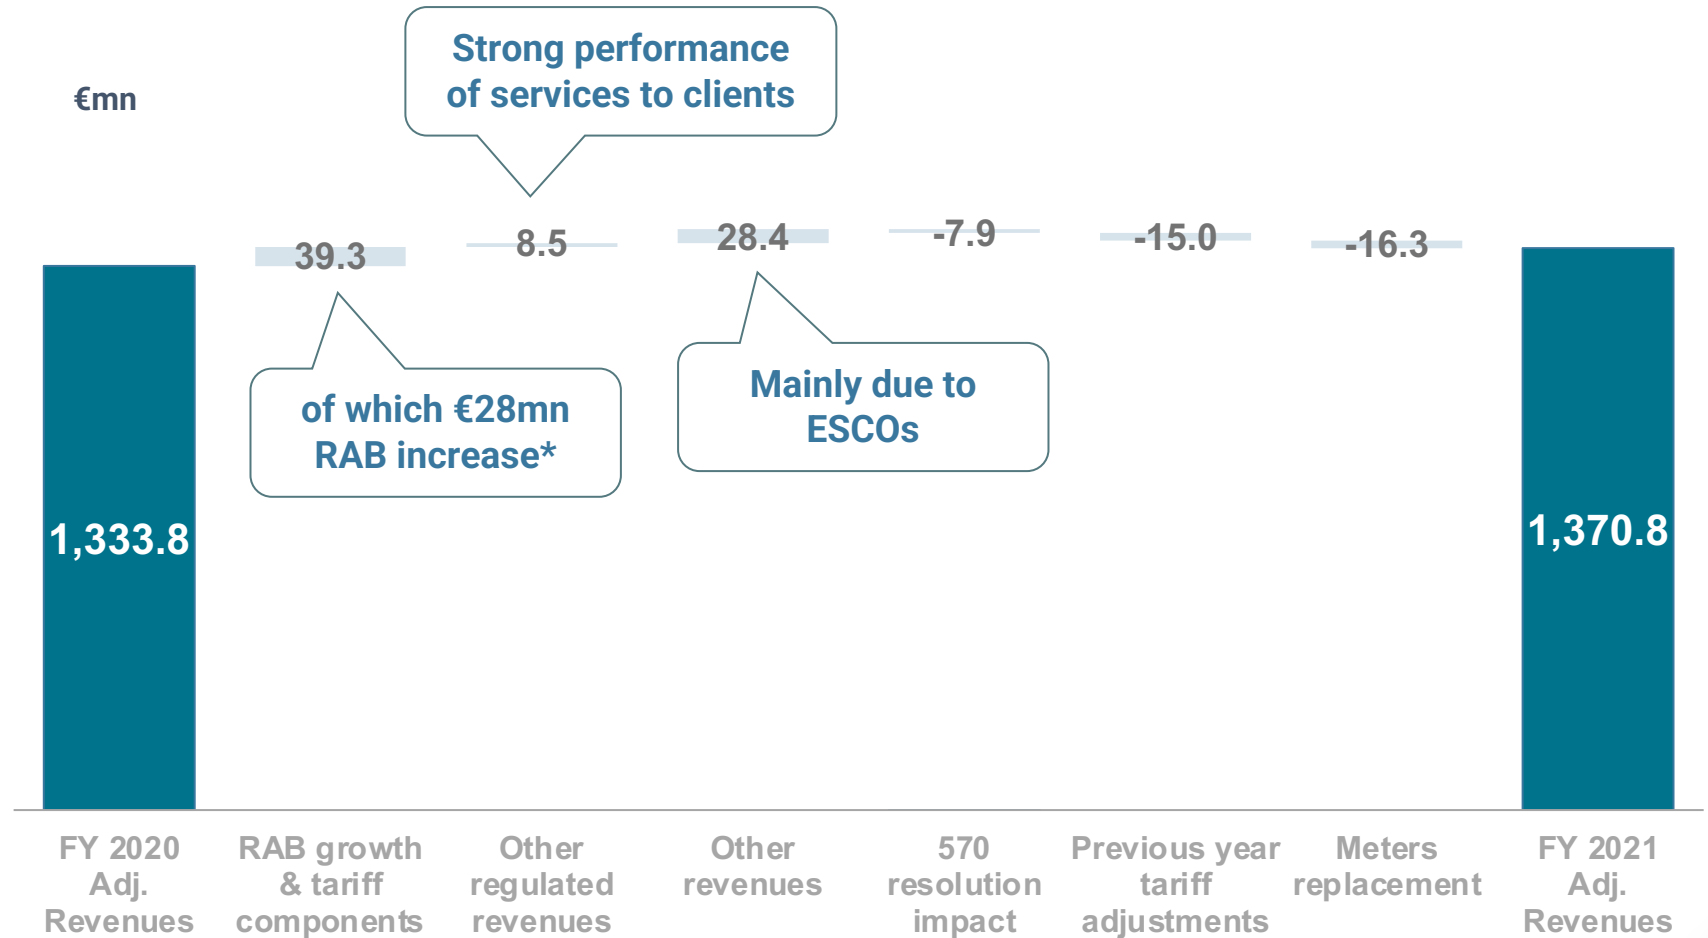 Strong performance
of services to clients
€mn
39.3
8.5
28.4
-7.9
-15.0
-16.3
of which €28mn
RAB increase*
Mainly due to
ESCOs
1,333.8
1,370.8
FY 2020
Adj.
Revenues
RAB growth
& tariff
components
Other
regulated
revenues
Other
revenues
570
resolution
impact
Previous year
tariff
adjustments
Meters
replacement
FY 2021
Adj.
Revenues